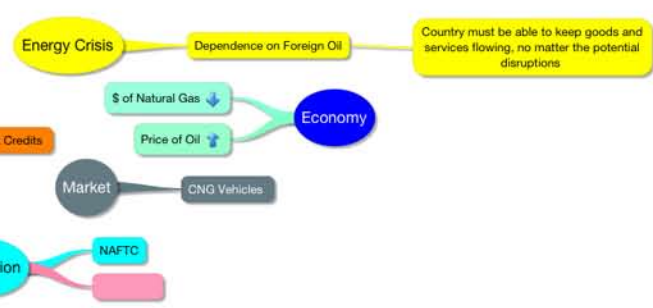 Energy Crisis
Dependence on Foreign Oil
Country must be able to keep goods and
services flowing, no matter the potential
disruptions
$ of Natural Gas
Economy
Price of Oil
Credits
Market
CNG Vehicles
NAFTC
ion